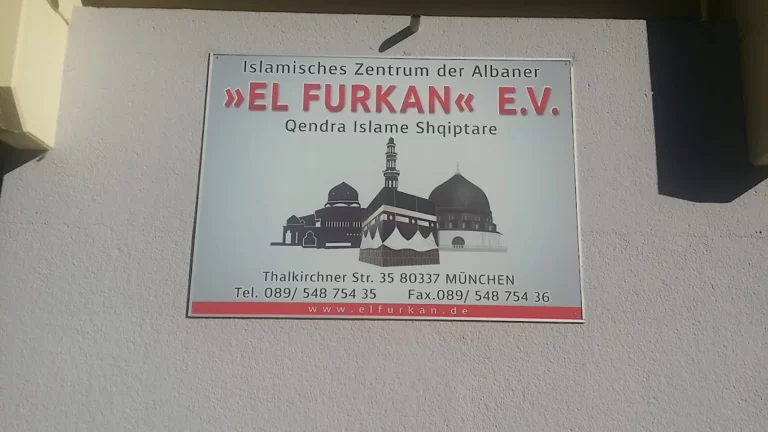 Islamisches Zentrum der Albaner
»EL FURKAN« E.V.
Qendra Islame Shqiptare
Thalkirchner Str. 35 80337 MÜNCHEN
Tel. 089/ 548 754 35 Fax.089/ 548 754 36
www.elfurkan.de